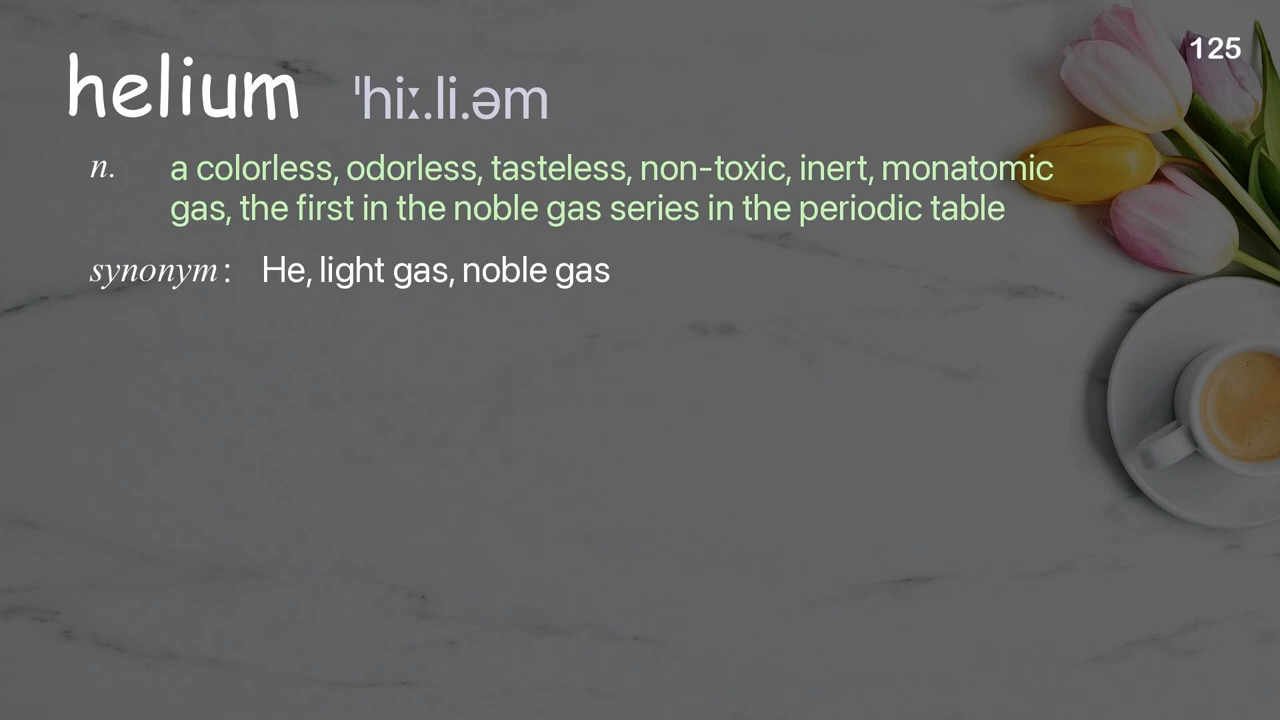 125
helium ˈhiː.li.əm
n. a colorless, odorless, tasteless, non-toxic, inert, monatomic
gas, the first in the noble gas series in the periodic table
synonym: He, light gas, noble gas